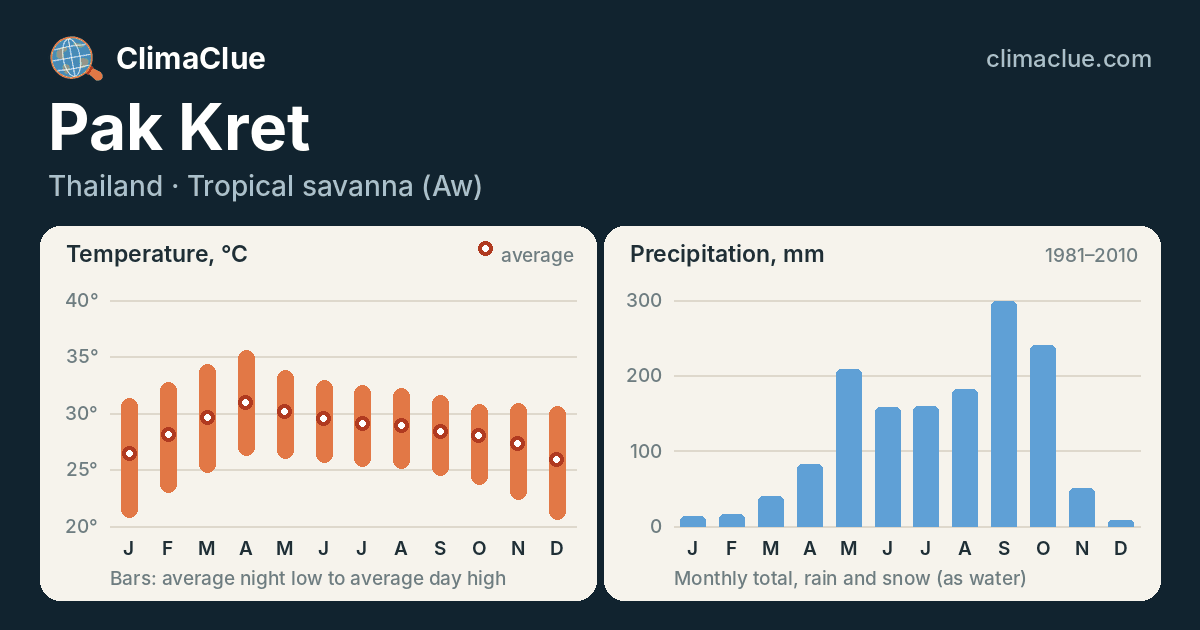 ClimaClue
climaclue.com
Pak Kret
Thailand · Tropical savanna (Aw)
Temperature, °C
average
40°
35°
30°
25°
20°
J F M A M J J A S O N D
Bars: average night low to average day high
Precipitation, mm
1981–2010
300
200
100
0
J F M A M J J A S O N D
Monthly total, rain and snow (as water)